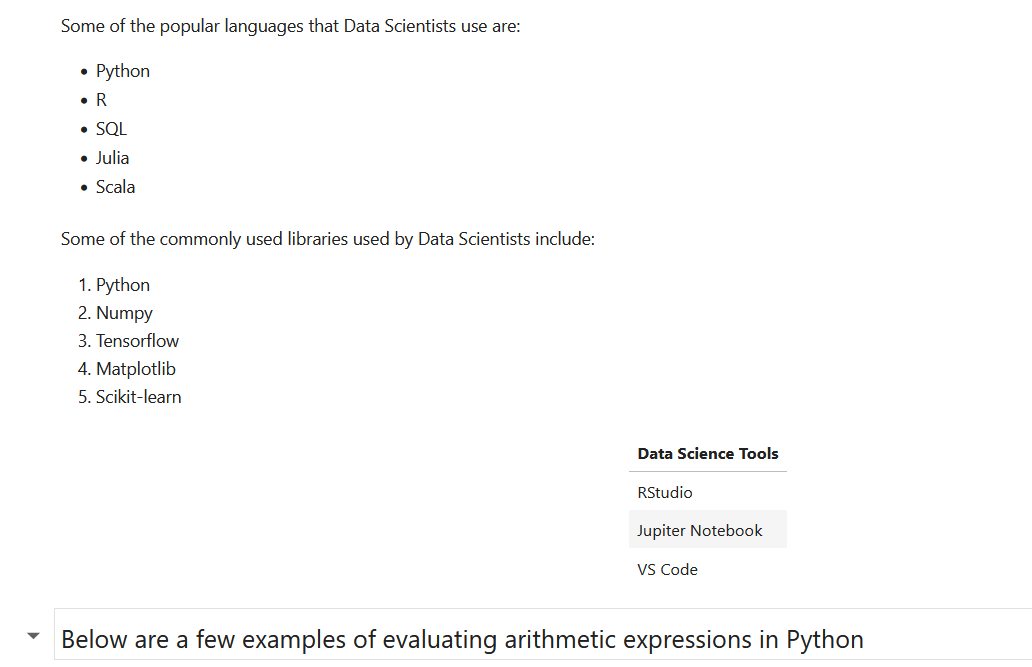 Some of the popular languages that Data Scientists use are:
• Python
• R
• SQL
• Julia
• Scala
Some of the commonly used libraries used by Data Scientists include:
1. Python
2. Numpy
3. Tensorflow
4. Matplotlib
5. Scikit-learn
Data Science Tools
RStudio
Jupiter Notebook
VS Code
Below are a few examples of evaluating arithmetic expressions in Python